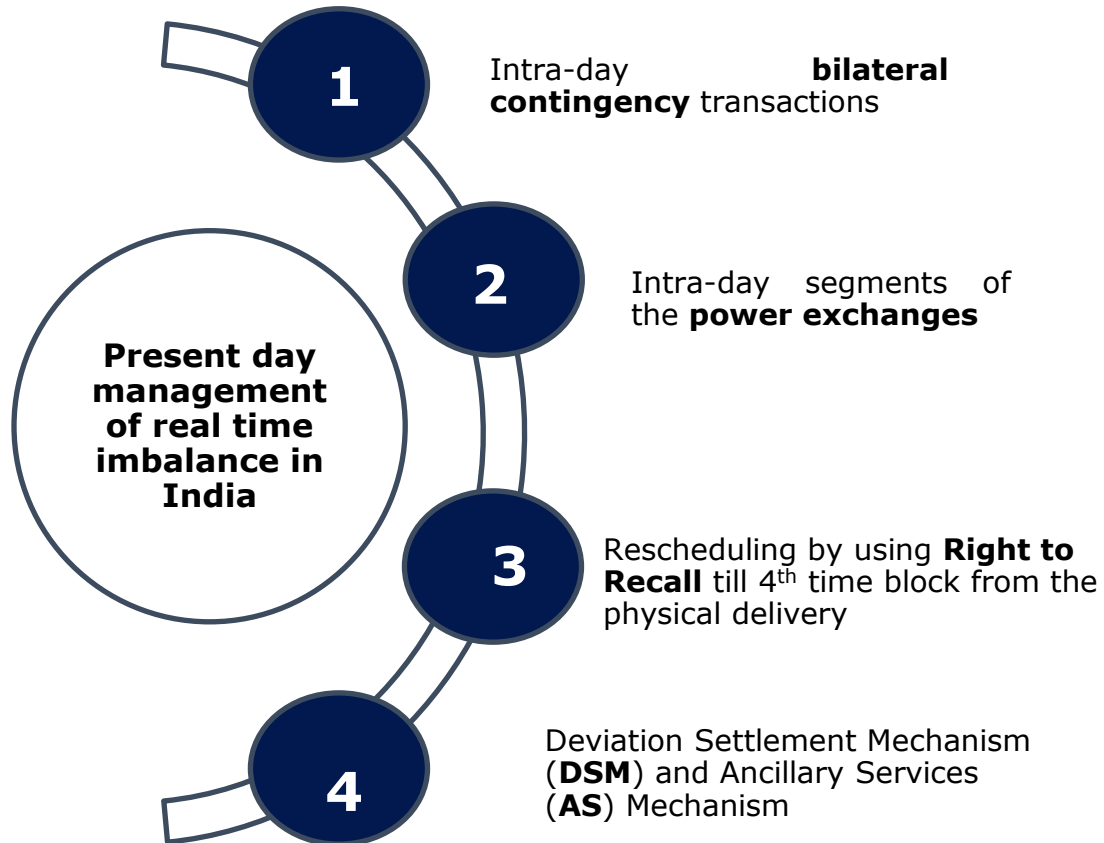 Present day
management
of real time
imbalance in
India
1
Intra-day bilateral
contingency transactions
2
Intra-day segments of
the power exchanges
3
Rescheduling by using Right to
Recall till 4th time block from the
physical delivery
4
Deviation Settlement Mechanism
(DSM) and Ancillary Services
(AS) Mechanism